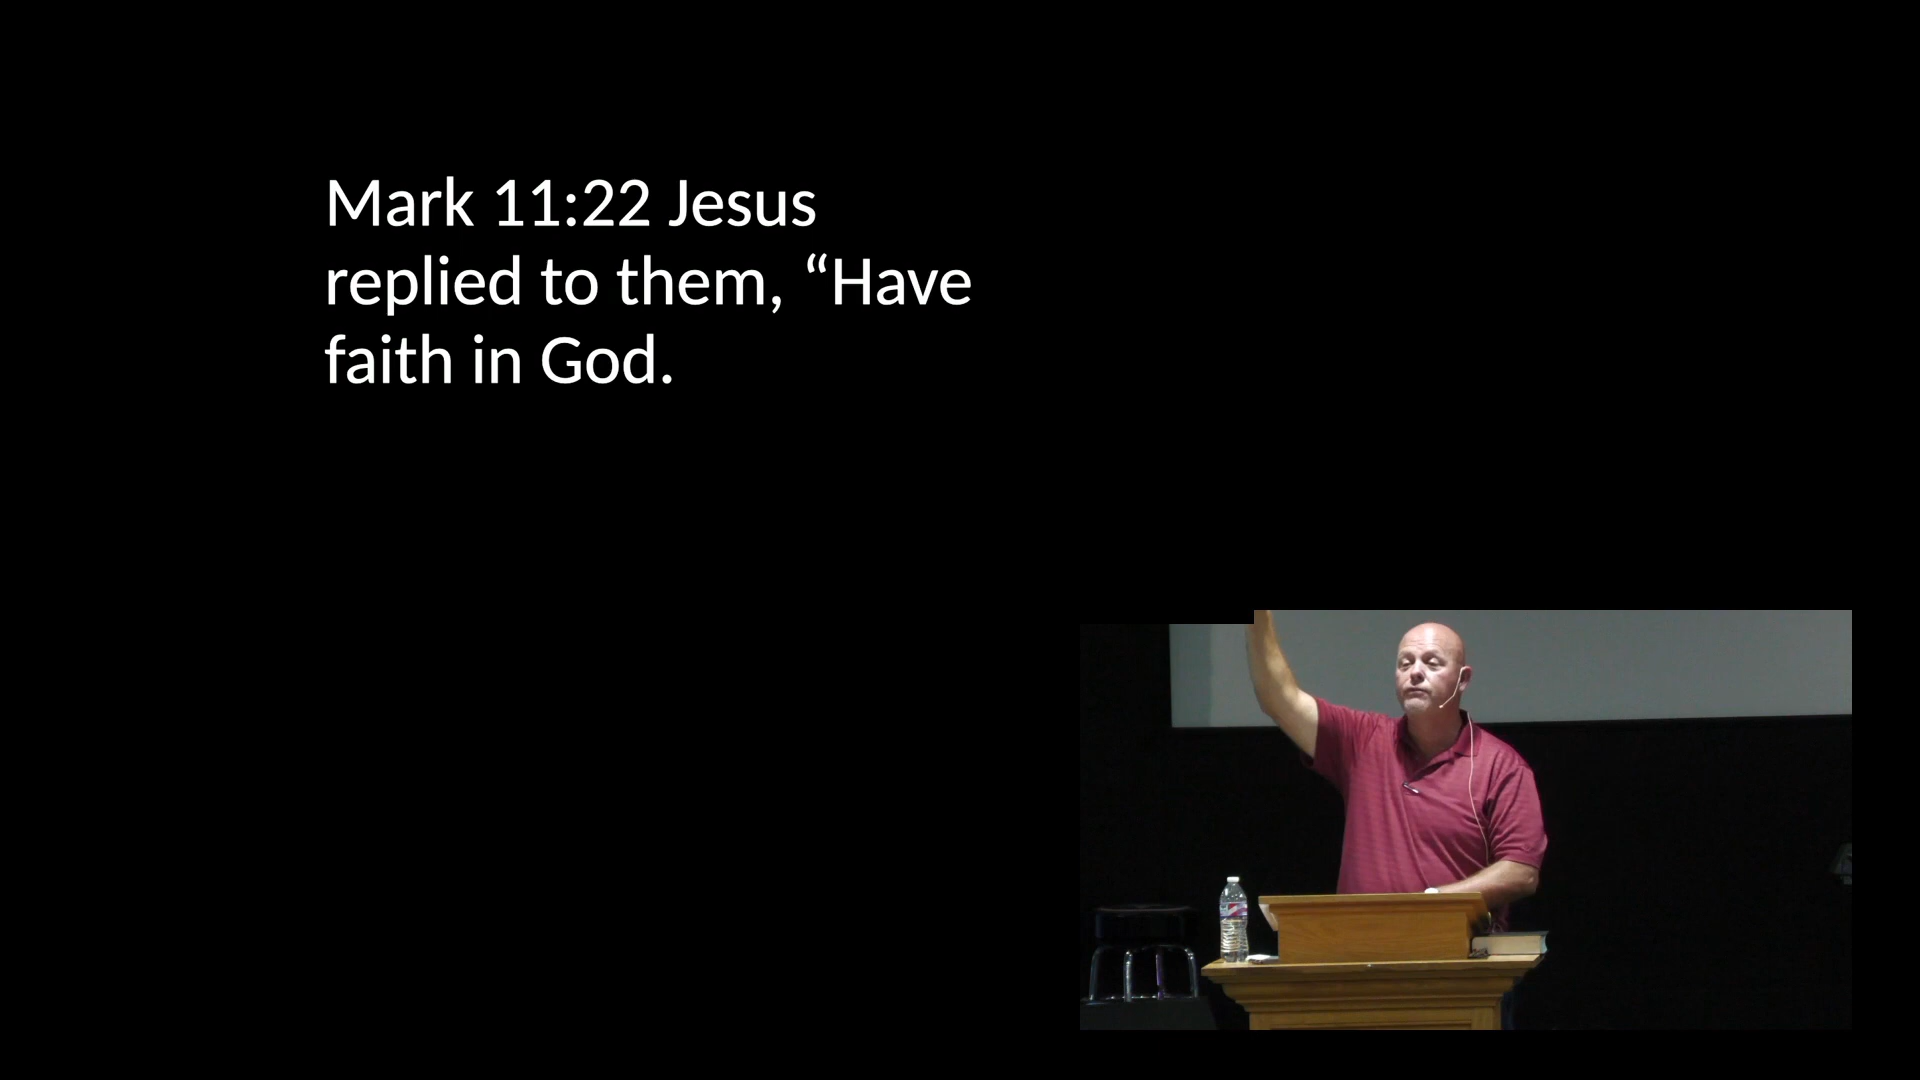 Mark 11:22 Jesus
replied to them, “Have
faith in God.